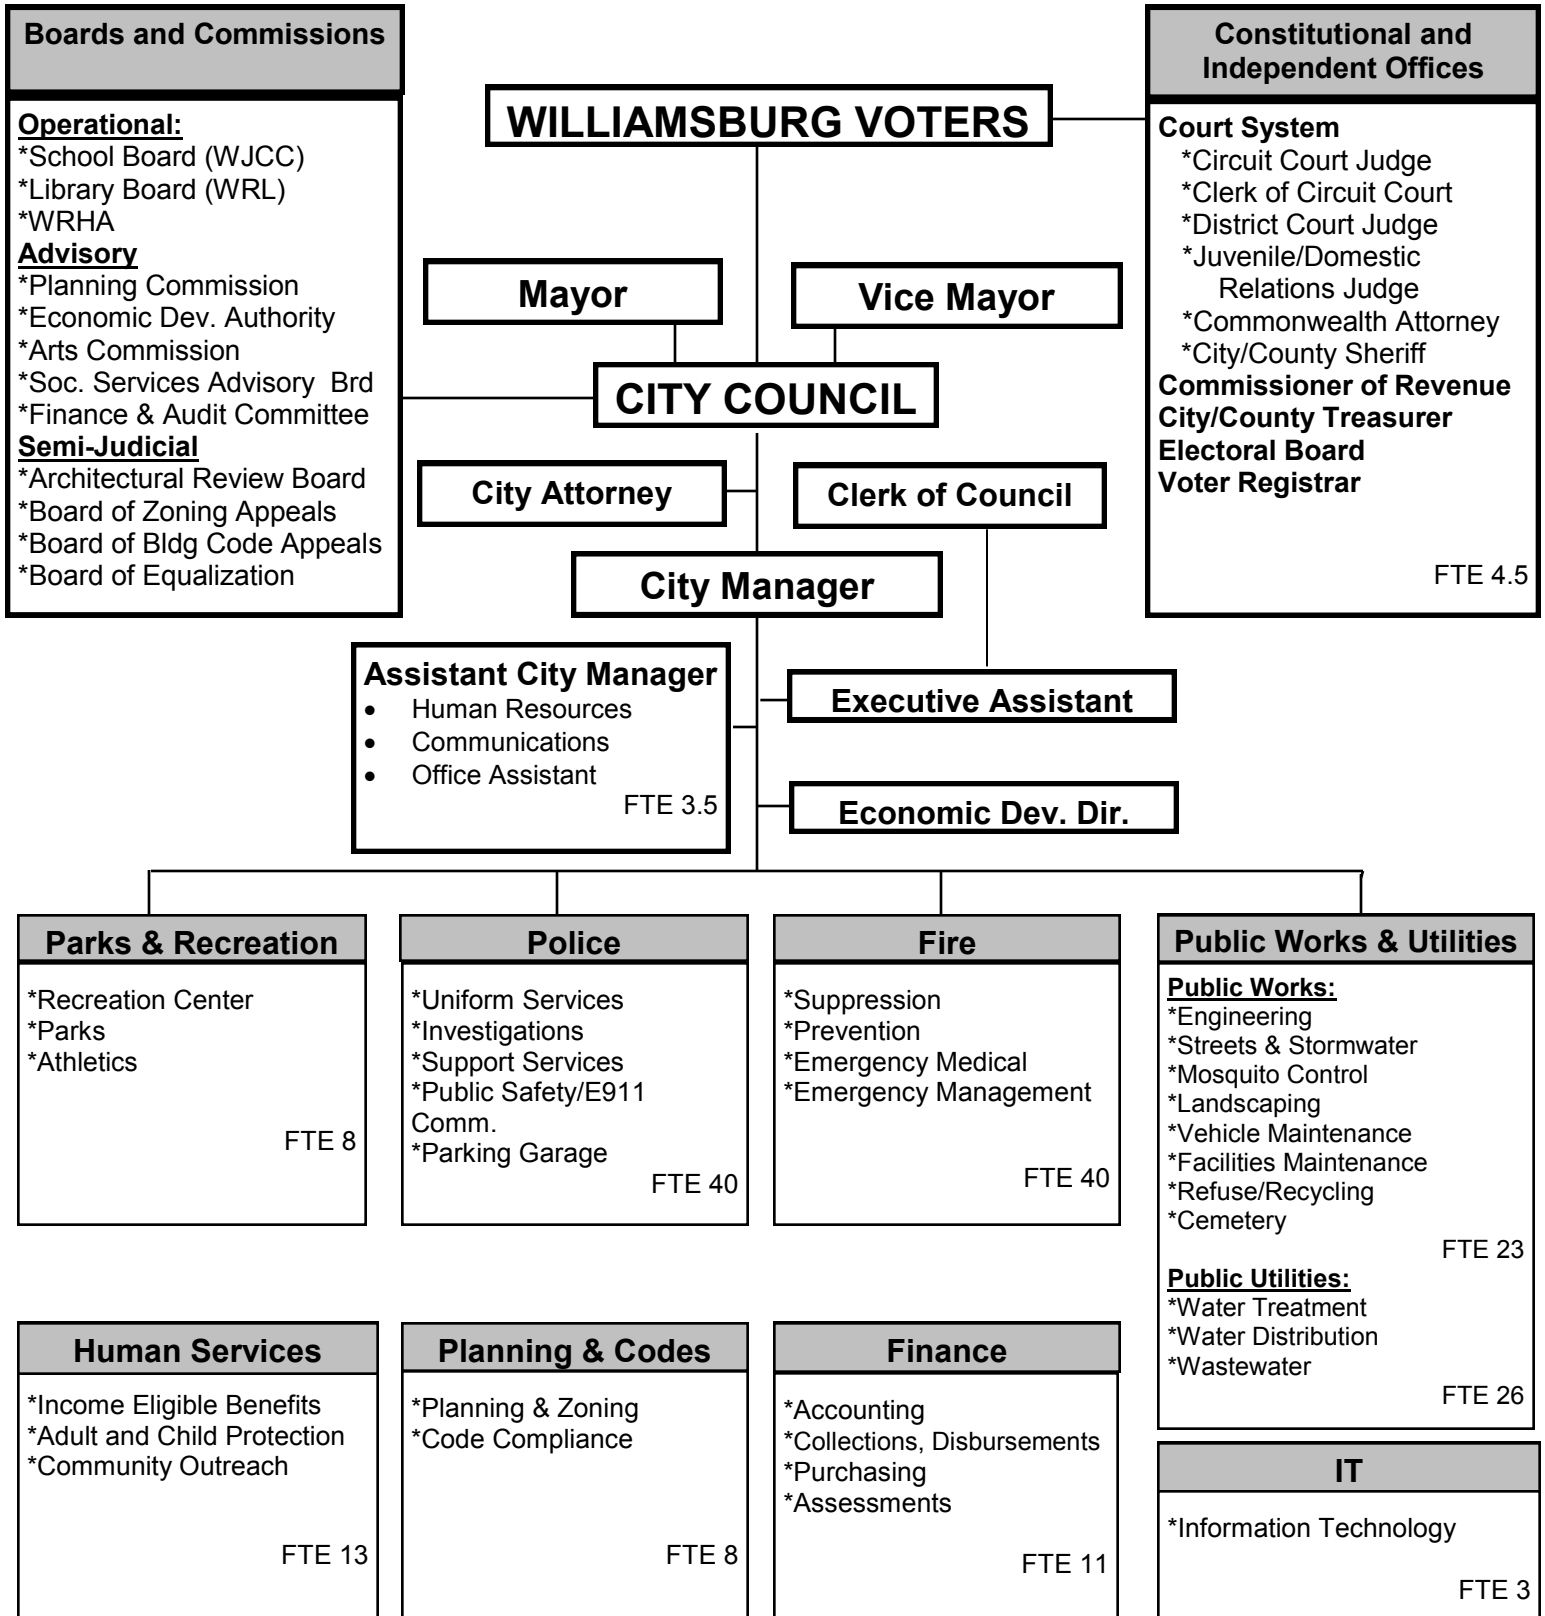 Boards and Commissions
Operational:
*School Board (WJCC)
*Library Board (WRL)
*WRHA
Advisory
*Planning Commission
*Economic Dev. Authority
*Arts Commission
*Soc. Services Advisory  Brd
*Finance & Audit Committee
Semi-Judicial
*Architectural Review Board
*Board of Zoning Appeals
*Board of Bldg Code Appeals
*Board of Equalization
WILLIAMSBURG VOTERS
Constitutional and
Independent Offices
Court System
*Circuit Court Judge
*Clerk of Circuit Court
*District Court Judge
*Juvenile/Domestic
Relations Judge
*Commonwealth Attorney
*City/County Sheriff
Commissioner of Revenue
City/County Treasurer
Electoral Board
Voter Registrar
FTE 4.5
Mayor
Vice Mayor
CITY COUNCIL
City Attorney
Clerk of Council
City Manager
Assistant City Manager
• Human Resources
• Communications
• Office Assistant
FTE 3.5
Executive Assistant
Economic Dev. Dir.
Parks & Recreation
*Recreation Center
*Parks
*Athletics
FTE 8
Police
*Uniform Services
*Investigations
*Support Services
*Public Safety/E911
Comm.
*Parking Garage
FTE 40
Fire
*Suppression
*Prevention
*Emergency Medical
*Emergency Management
FTE 40
Public Works & Utilities
Public Works:
*Engineering
*Streets & Stormwater
*Mosquito Control
*Landscaping
*Vehicle Maintenance
*Facilities Maintenance
*Refuse/Recycling
*Cemetery
FTE 23
Public Utilities:
*Water Treatment
*Water Distribution
*Wastewater
FTE 26
Human Services
*Income Eligible Benefits
*Adult and Child Protection
*Community Outreach
FTE 13
Planning & Codes
*Planning & Zoning
*Code Compliance
FTE 8
Finance
*Accounting
*Collections, Disbursements
*Purchasing
*Assessments
FTE 11
IT
*Information Technology
FTE 3